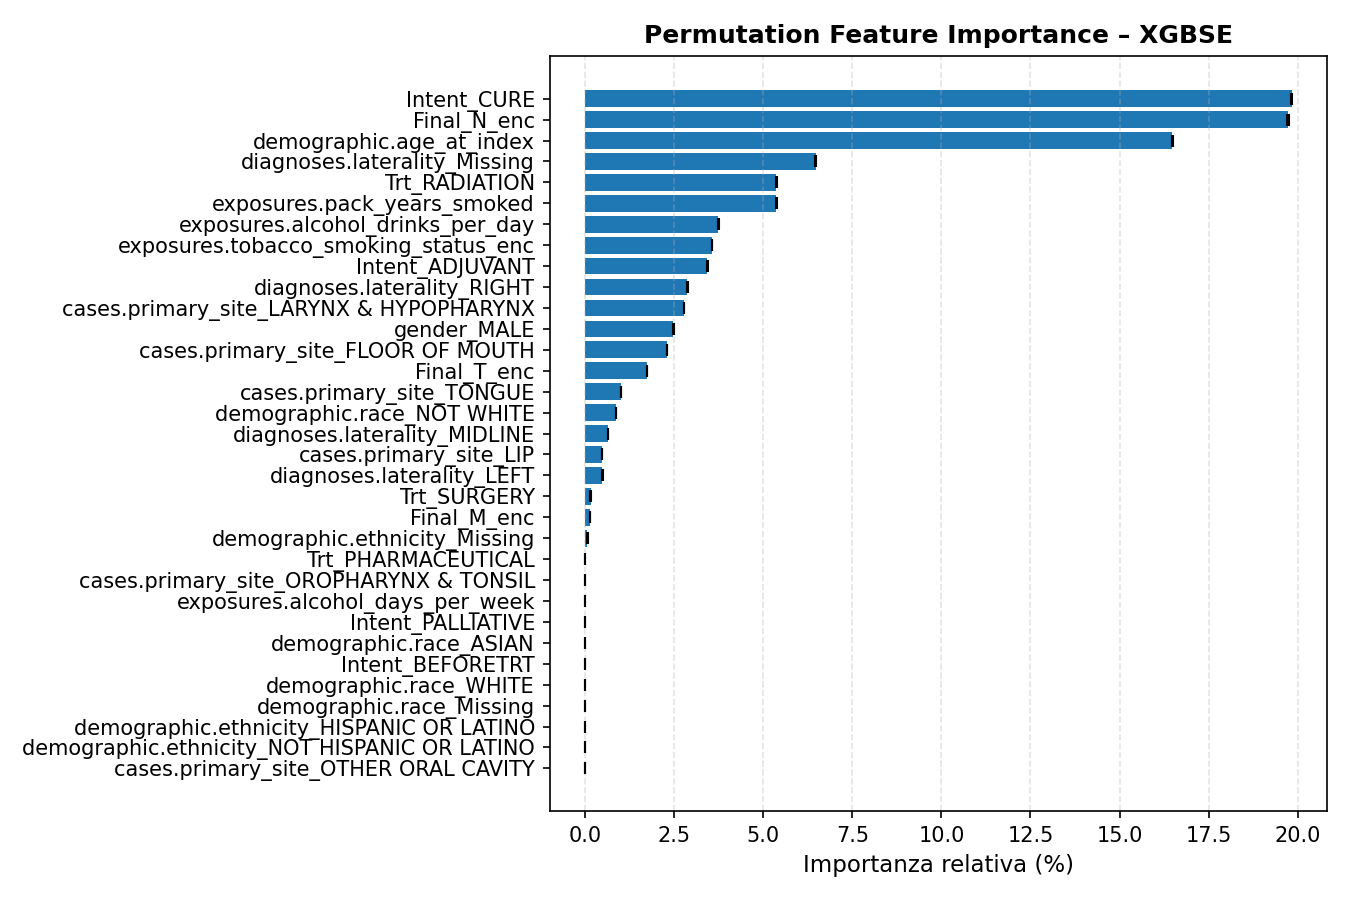 Permutation Feature Importance – XGBSE
Intent_CURE
Final_N_enc
demographic.age_at_index
diagnoses.laterality_Missing
Trt_RADIATION
exposures.pack_years_smoked
exposures.alcohol_drinks_per_day
exposures.tobacco_smoking_status_enc
Intent_ADJUVANT
diagnoses.laterality_RIGHT
cases.primary_site_LARYNX & HYPOPHARYNX
gender_MALE
cases.primary_site_FLOOR OF MOUTH
Final_T_enc
cases.primary_site_TONGUE
demographic.race_NOT WHITE
diagnoses.laterality_MIDLINE
cases.primary_site_LIP
diagnoses.laterality_LEFT
Trt_SURGERY
Final_M_enc
demographic.ethnicity_Missing
Trt_PHARMACEUTICAL
cases.primary_site_OROPHARYNX & TONSIL
exposures.alcohol_days_per_week
Intent_PALLIATIVE
demographic.race_ASIAN
Intent_BEFORETRT
demographic.race_WHITE
demographic.race_Missing
demographic.ethnicity_HISPANIC OR LATINO
demographic.ethnicity_NOT HISPANIC OR LATINO
cases.primary_site_OTHER ORAL CAVITY
0.0 2.5 5.0 7.5 10.0 12.5 15.0 17.5 20.0
Importanza relativa (%)